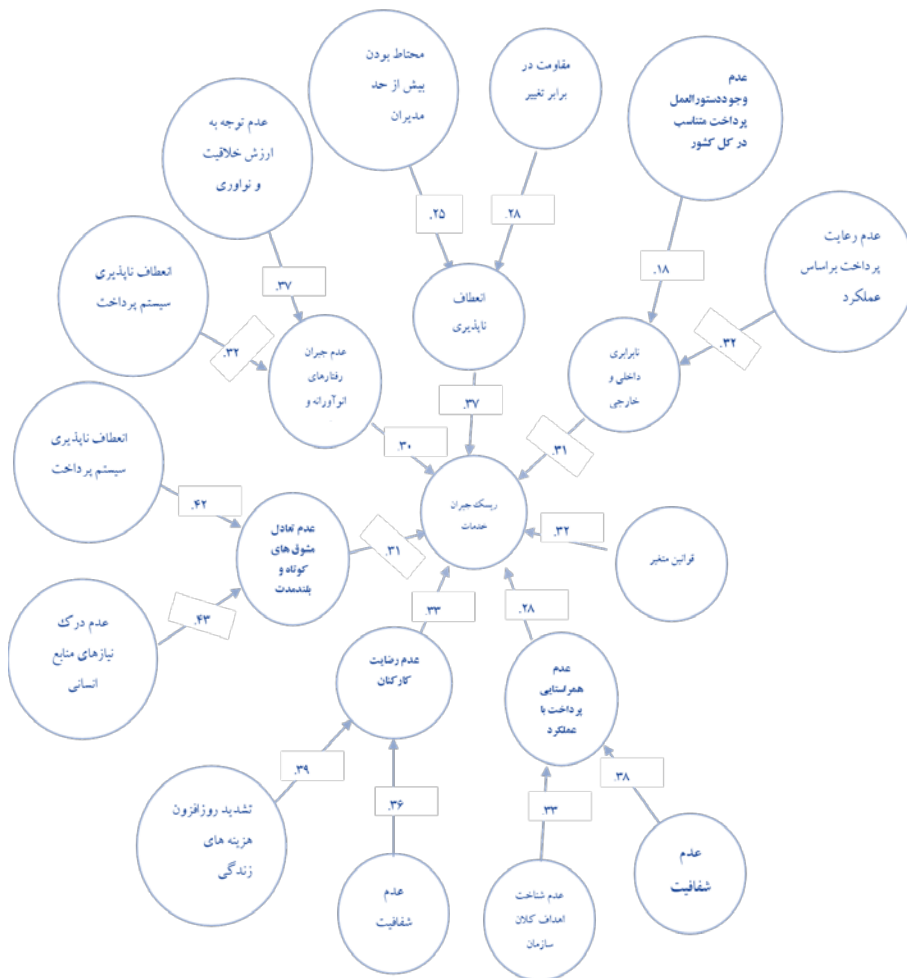 محتاط بودن
بیش از حد
مدیران
مقاومت در
برابر تغییر
عدم
وجوددستورالعمل
پرداخت متناسب
در کل کشور
عدم توجه به
ارزش خلاقیت
و نواوری
عدم رعایت
پرداخت براساس
عملکرد
.۲۵
.۲۸
.۱۸
انعطاف ناپذیری
سیستم پرداخت
.۳۷
انعطاف
ناپذیری
.۳۲
.۳۲
عدم جبران
رفتارهای
انوآورانه و
نابرابری
داخلی و
خارجی
.۳۷
.۳۰
.۳۱
انعطاف ناپذیری
سیستم پرداخت
.۴۲
ریسک جبران
خدمات
.۳۲
قوانین متغیر
عدم تعادل
مشوق های
کوتاه و
بلندمدت
.۳۱
.۴۳
عدم درک
نیازهای منابع
انسانی
.۳۳
.۲۸
عدم رضایت
کارکنان
عدم
همراستایی
پرداخت با
عملکرد
.۳۹
.۳۶
.۳۳
.۳۸
تشدید روزافزون
هزینه های
زندگی
عدم
شفافیت
عدم شناخت
اهداف کلان
سازمان
عدم
شفافیت